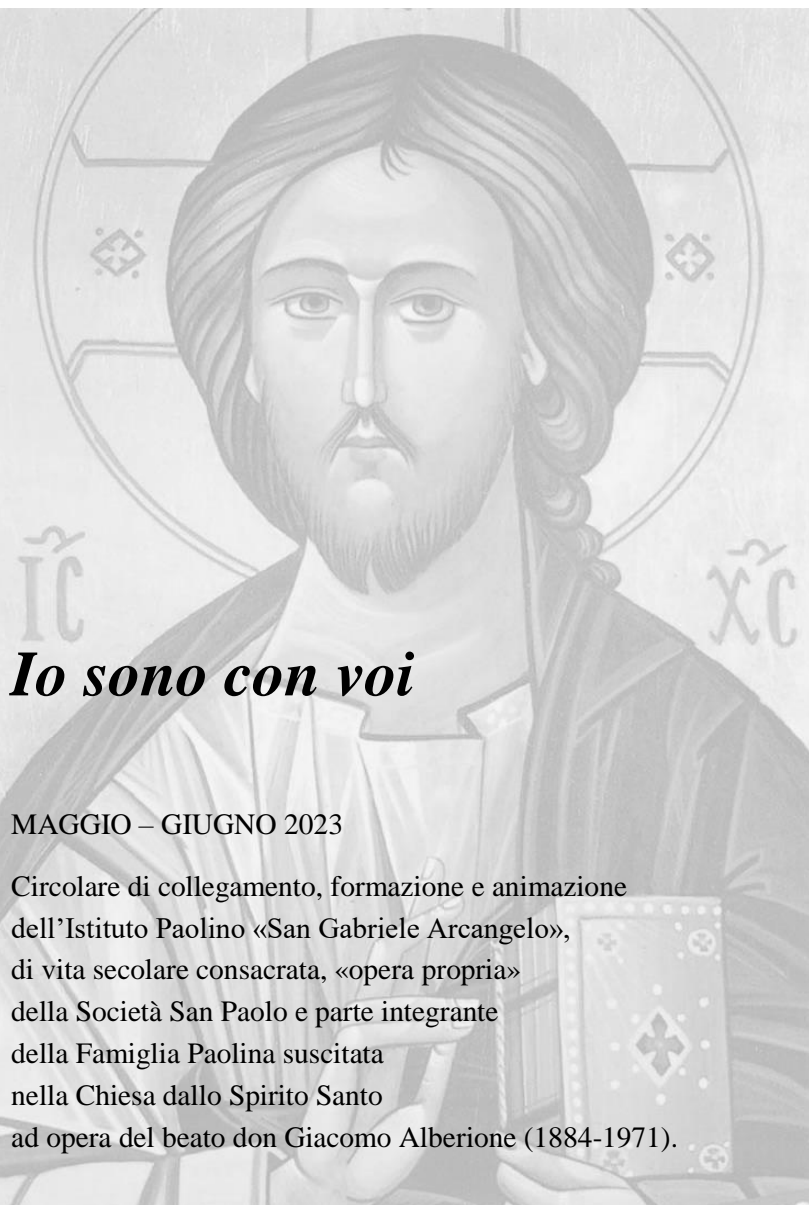 IC
XC
Io sono con voi
MAGGIO – GIUGNO 2023
Circolare di collegamento, formazione e animazione
dell’Istituto Paolino «San Gabriele Arcangelo»,
di vita secolare consacrata, «opera propria»
della Società San Paolo e parte integrante
della Famiglia Paolina suscitata
nella Chiesa dallo Spirito Santo
ad opera del beato don Giacomo Alberione (1884-1971).